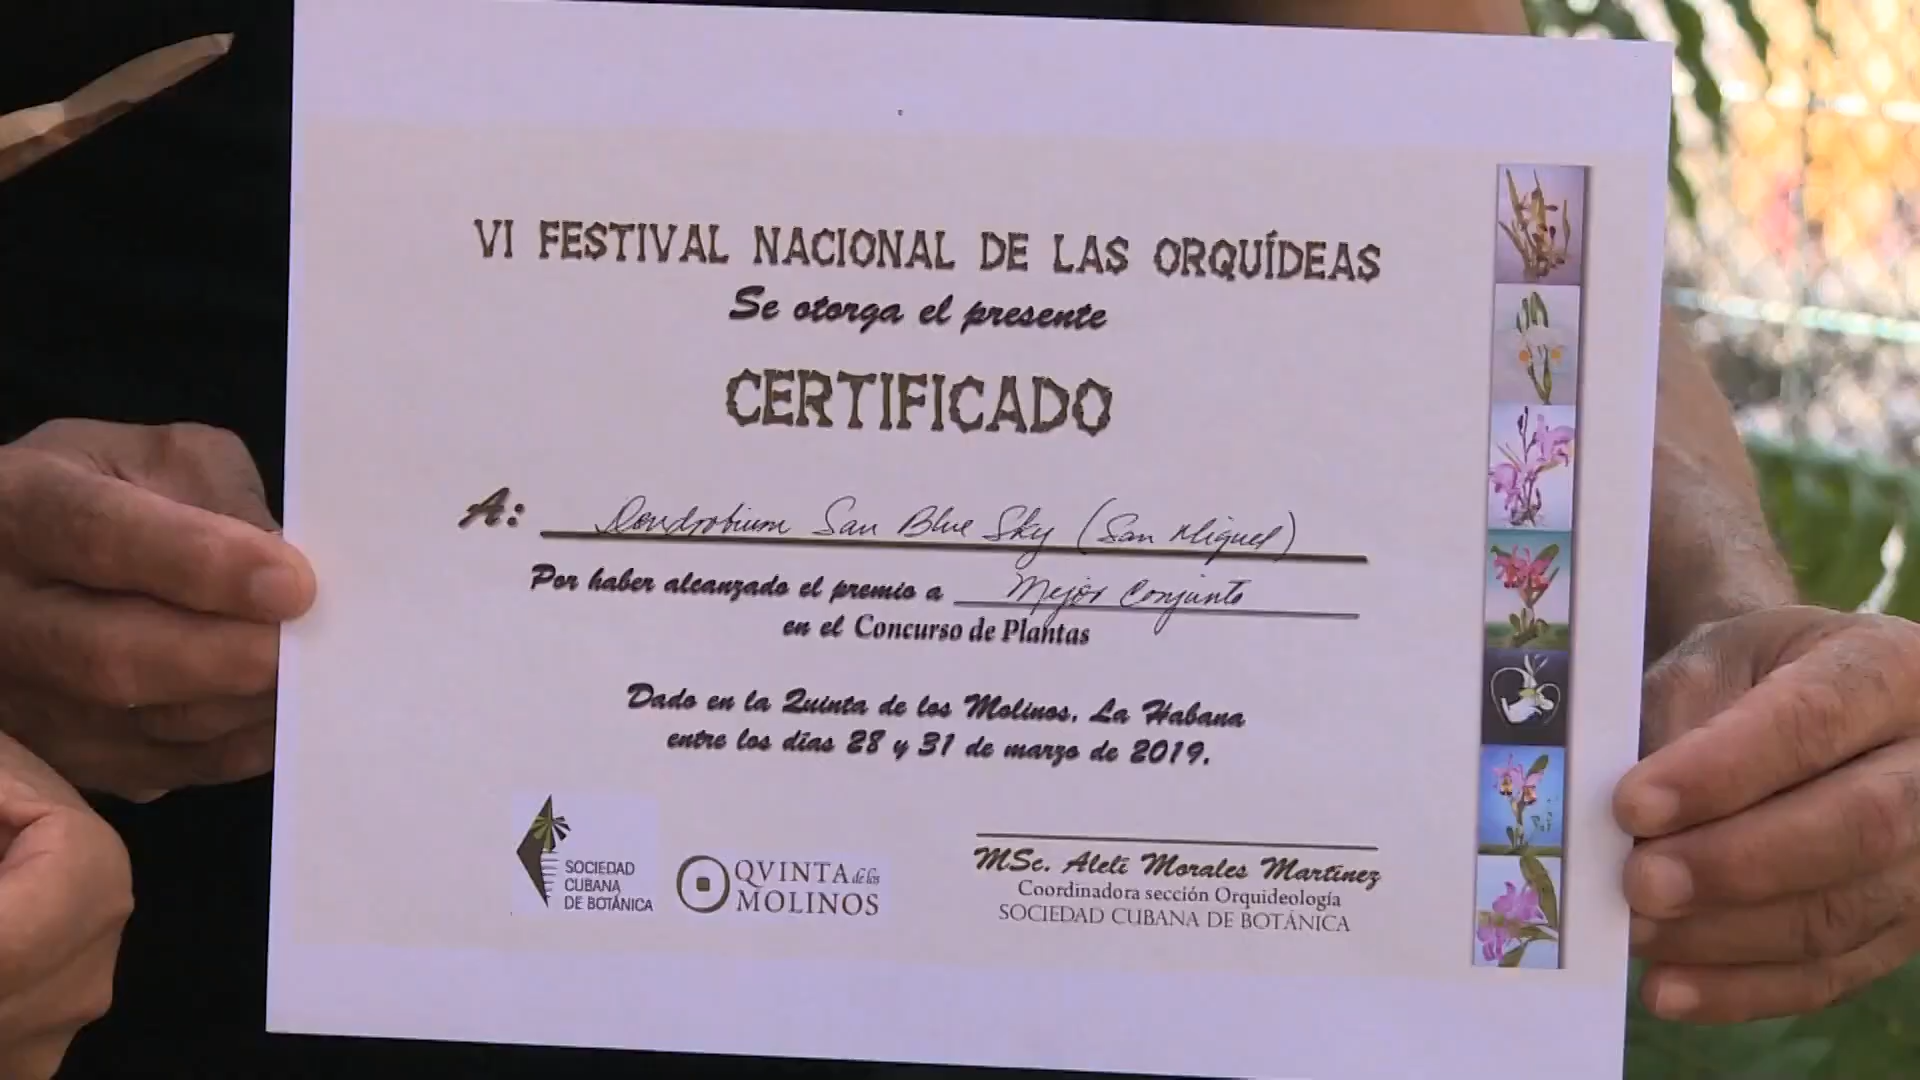 VI FESTIVAL NACIONAL DE LAS ORQUÍDEAS
Se otorga el presente
CERTIFICADO
A: Dendrobium San Blue Sky (San Miguel)
Por haber alcanzado el premio a Mejor Conjunto
en el Concurso de Plantas
Dado en la Quinta de los Molinos, La Habana
entre los días 28 y 31 de marzo de 2019.
SOCIEDAD
CUBANA
DE BOTÁNICA
QVINTA de los
MOLINOS
MSc. Alelí Morales Martínez
Coordinadora sección Orquideología
SOCIEDAD CUBANA DE BOTÁNICA